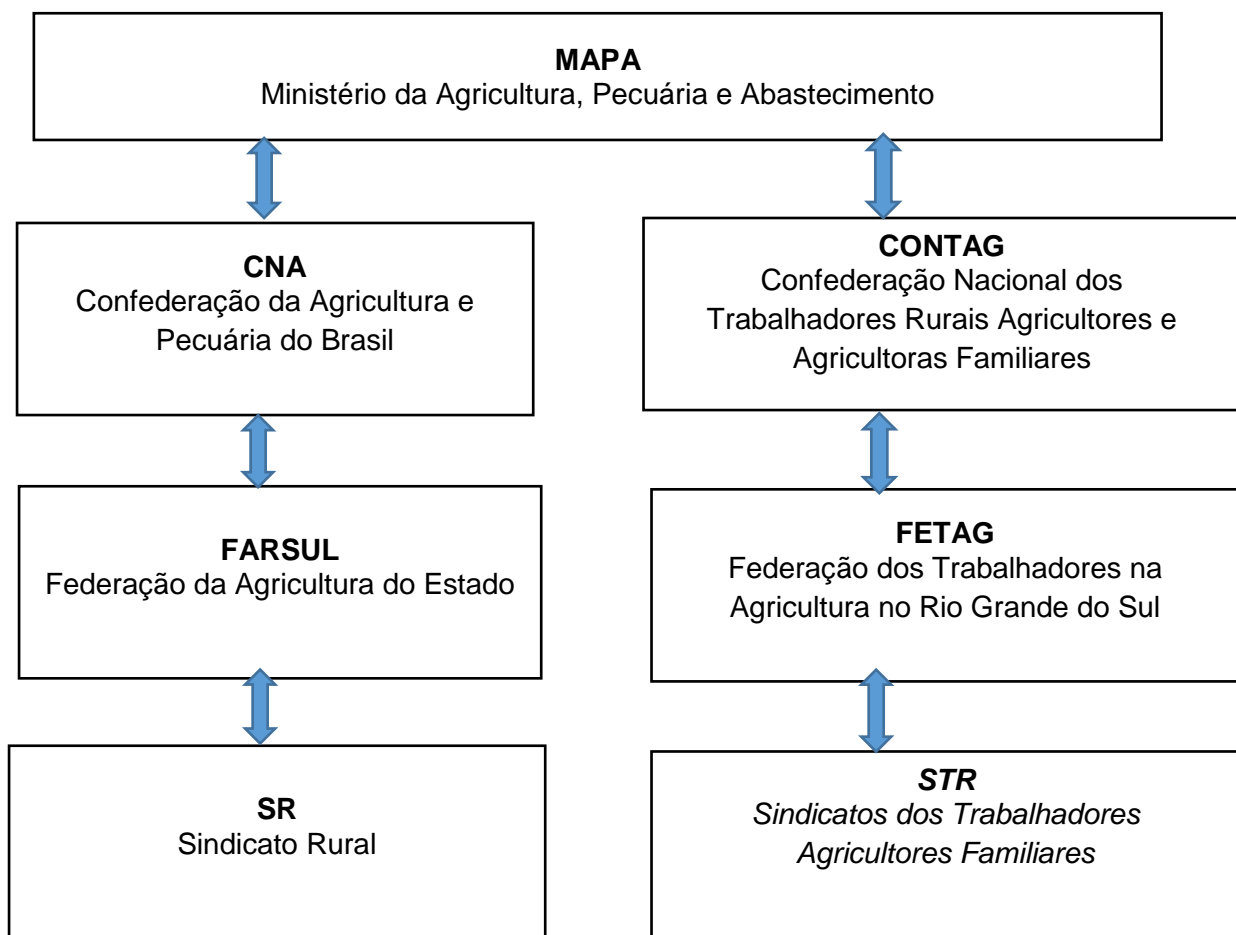 MAPA
Ministério da Agricultura, Pecuária e Abastecimento
CNA
Confederação da Agricultura e
Pecuária do Brasil
CONTAG
Confederação Nacional dos
Trabalhadores Rurais Agricultores e
Agricultoras Familiares
FARSUL
Federação da Agricultura do Estado
FETAG
Federação dos Trabalhadores na
Agricultura no Rio Grande do Sul
SR
Sindicato Rural
STR
Sindicatos dos Trabalhadores
Agricultores Familiares